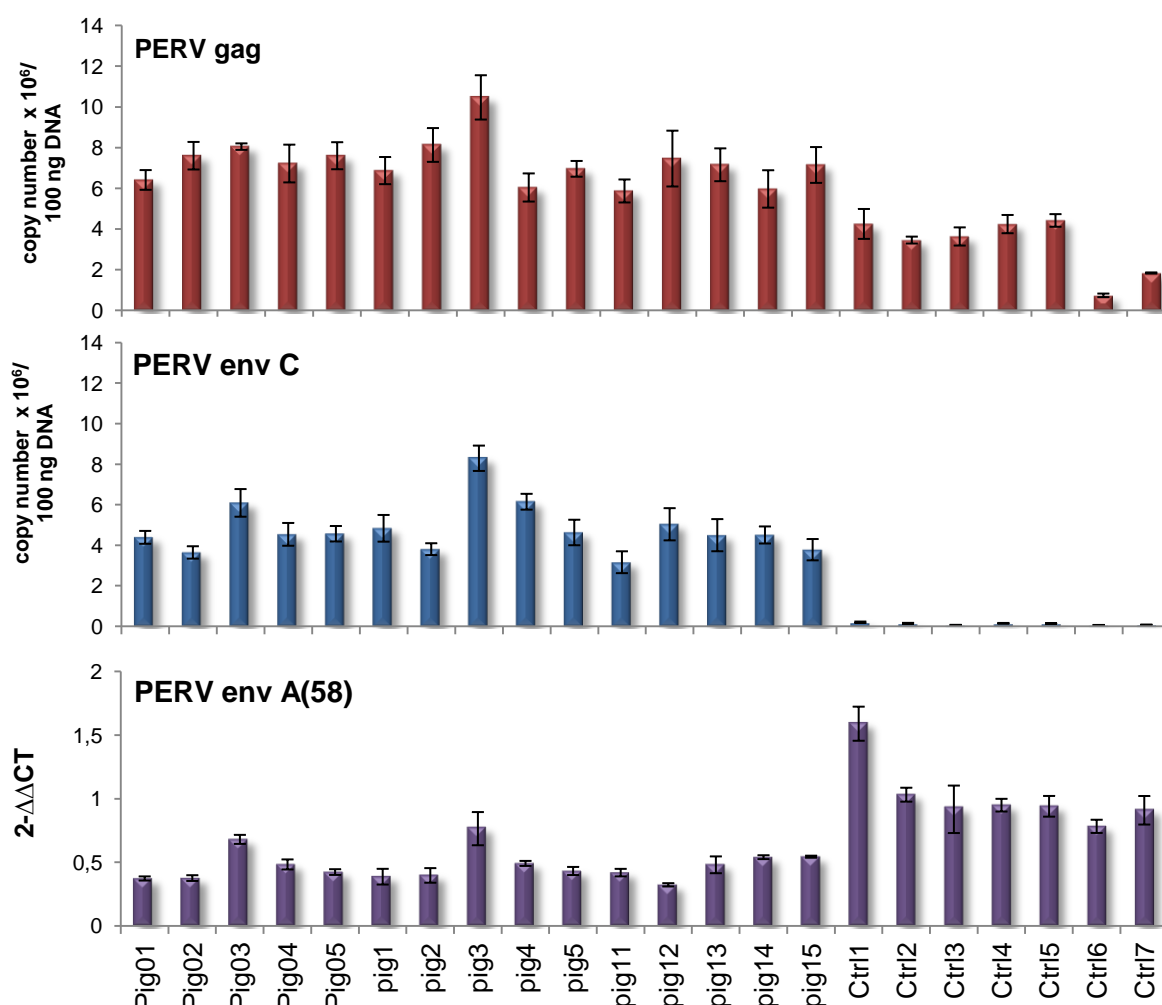 PERV gag
copy number x 10⁶/
100 ng DNA
14
12
10
8
6
4
2
0
PERV env C
copy number x 10⁶/
100 ng DNA
14
12
10
8
6
4
2
0
PERV env A(58)
2-ΔΔCT
2
1,5
1
0,5
0
Pig01
Pig02
Pig03
Pig04
Pig05
pig1
pig2
pig3
pig4
pig5
pig11
pig12
pig13
pig14
pig15
Ctrl1
Ctrl2
Ctrl3
Ctrl4
Ctrl5
Ctrl6
Ctrl7